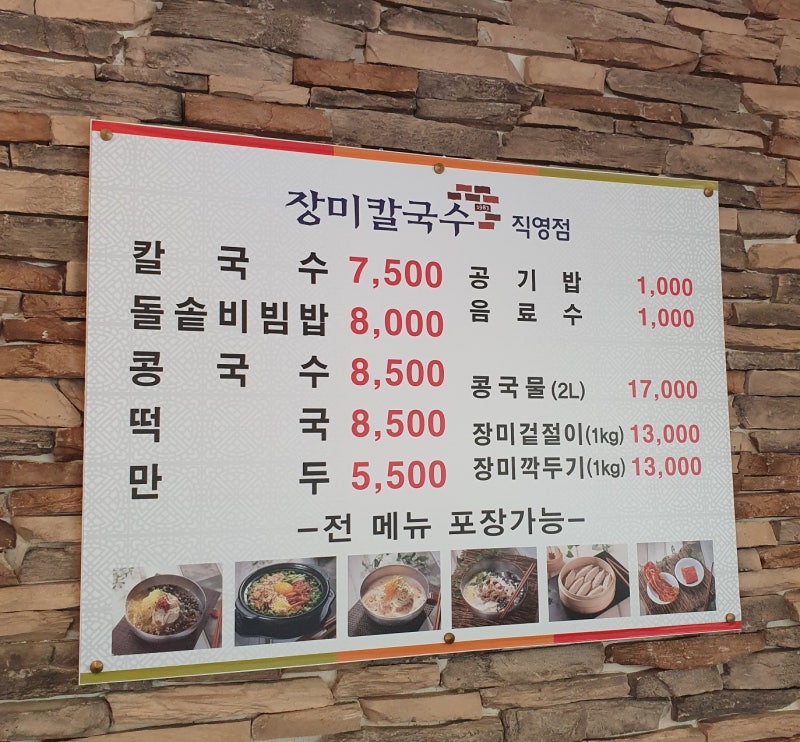 장미칼국수 1983 직영점
칼국수 7,500
돌솥비빔밥 8,000
콩국수 8,500
떡국 8,500
만두 5,500
공기밥 1,000
음료수 1,000
콩국물(2L) 17,000
장미겉절이(1kg) 13,000
장미깍두기(1kg) 13,000
–전 메뉴 포장가능–